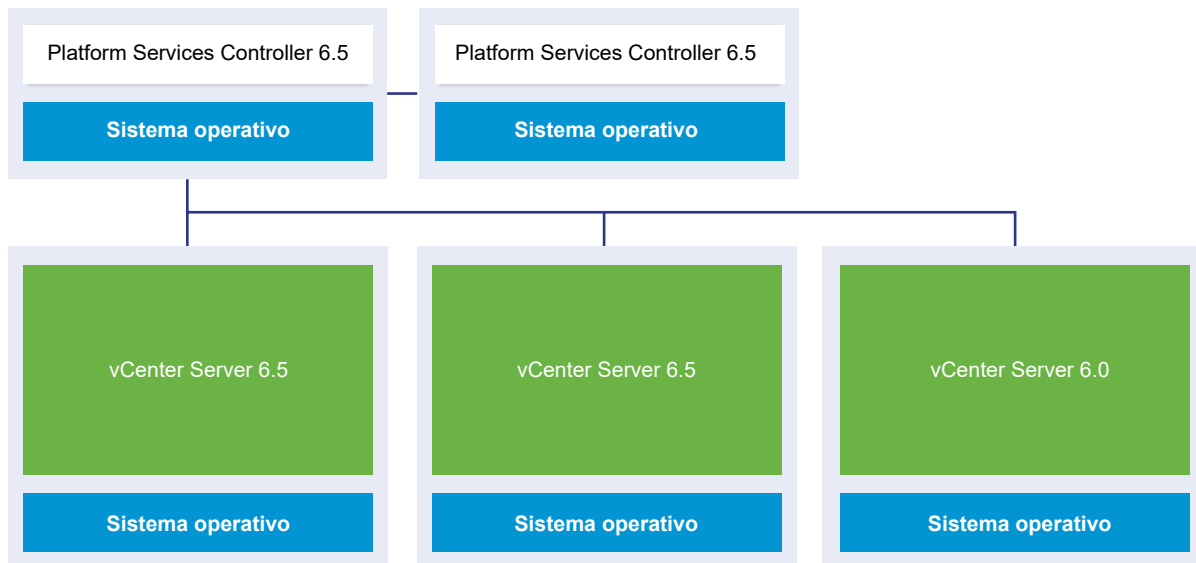 Platform Services Controller 6.5
Platform Services Controller 6.5
Sistema operativo
Sistema operativo
vCenter Server 6.5
vCenter Server 6.5
vCenter Server 6.0
Sistema operativo
Sistema operativo
Sistema operativo